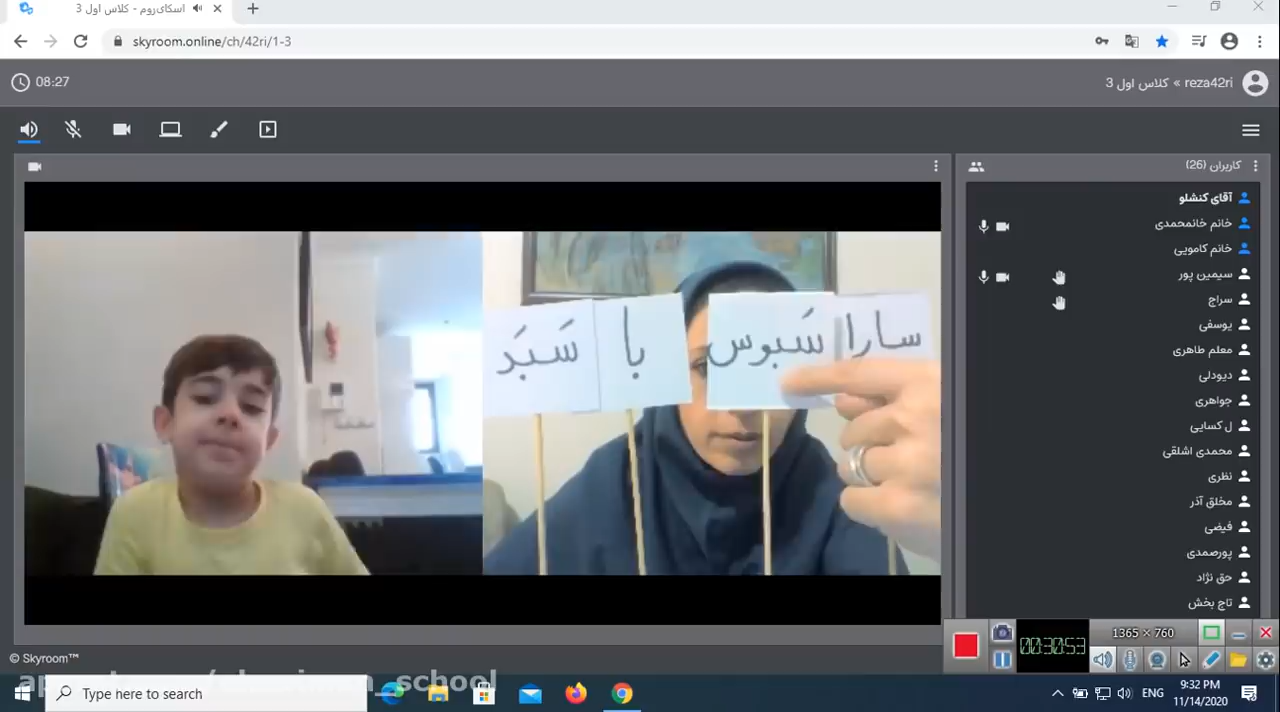 اسکای‌روم - کلاس اول 3
skyroom.online/ch/42ri/1-3
08:27
reza42ri » کلاس اول 3
کاربران (26)
آقای کنشلو
خانم خانمحمدی
خانم کامویی
سیمین پور
سراج
یوسفی
معلم طاهری
دیودلی
جواهری
ل کسایی
محمدی اشلقی
نظری
مخلق آذر
فیضی
پورصمدی
حق نژاد
تاج بخش
سارا سَبوس با سَبَد
1365 × 760
00:30:53
© Skyroom™
Type here to search
ENG
9:32 PM
11/14/2020